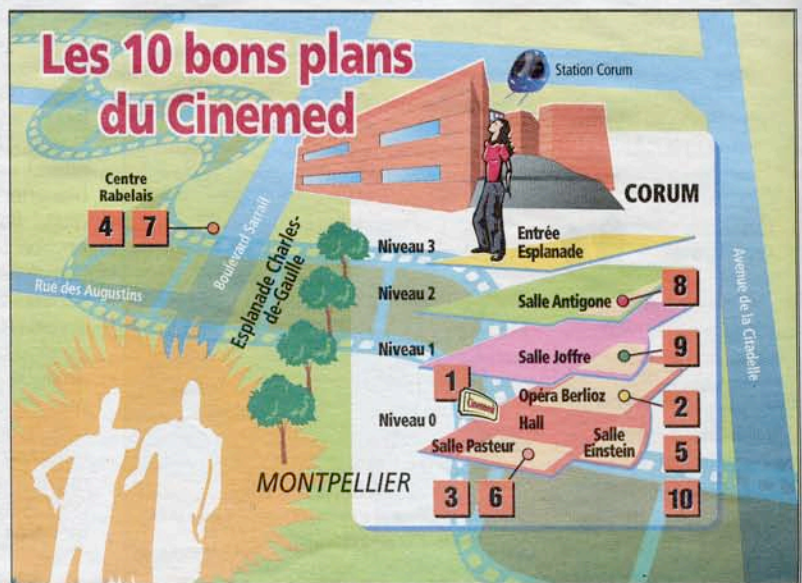 Les 10 bons plans
du Cinemed
Station Corum
Centre
Rabelais
4 7
CORUM
Boulevard Sarrail
Esplanade Charles-
de-Gaulle
Rue des Augustins
Avenue de la Citadelle
Niveau 3
Entrée
Esplanade
Niveau 2
Salle Antigone
8
Niveau 1
Salle Joffre
9
1
Cinemed
Opéra Berlioz
2
Niveau 0
Hall
Salle Pasteur
Salle
Einstein
5
MONTPELLIER
3 6
10